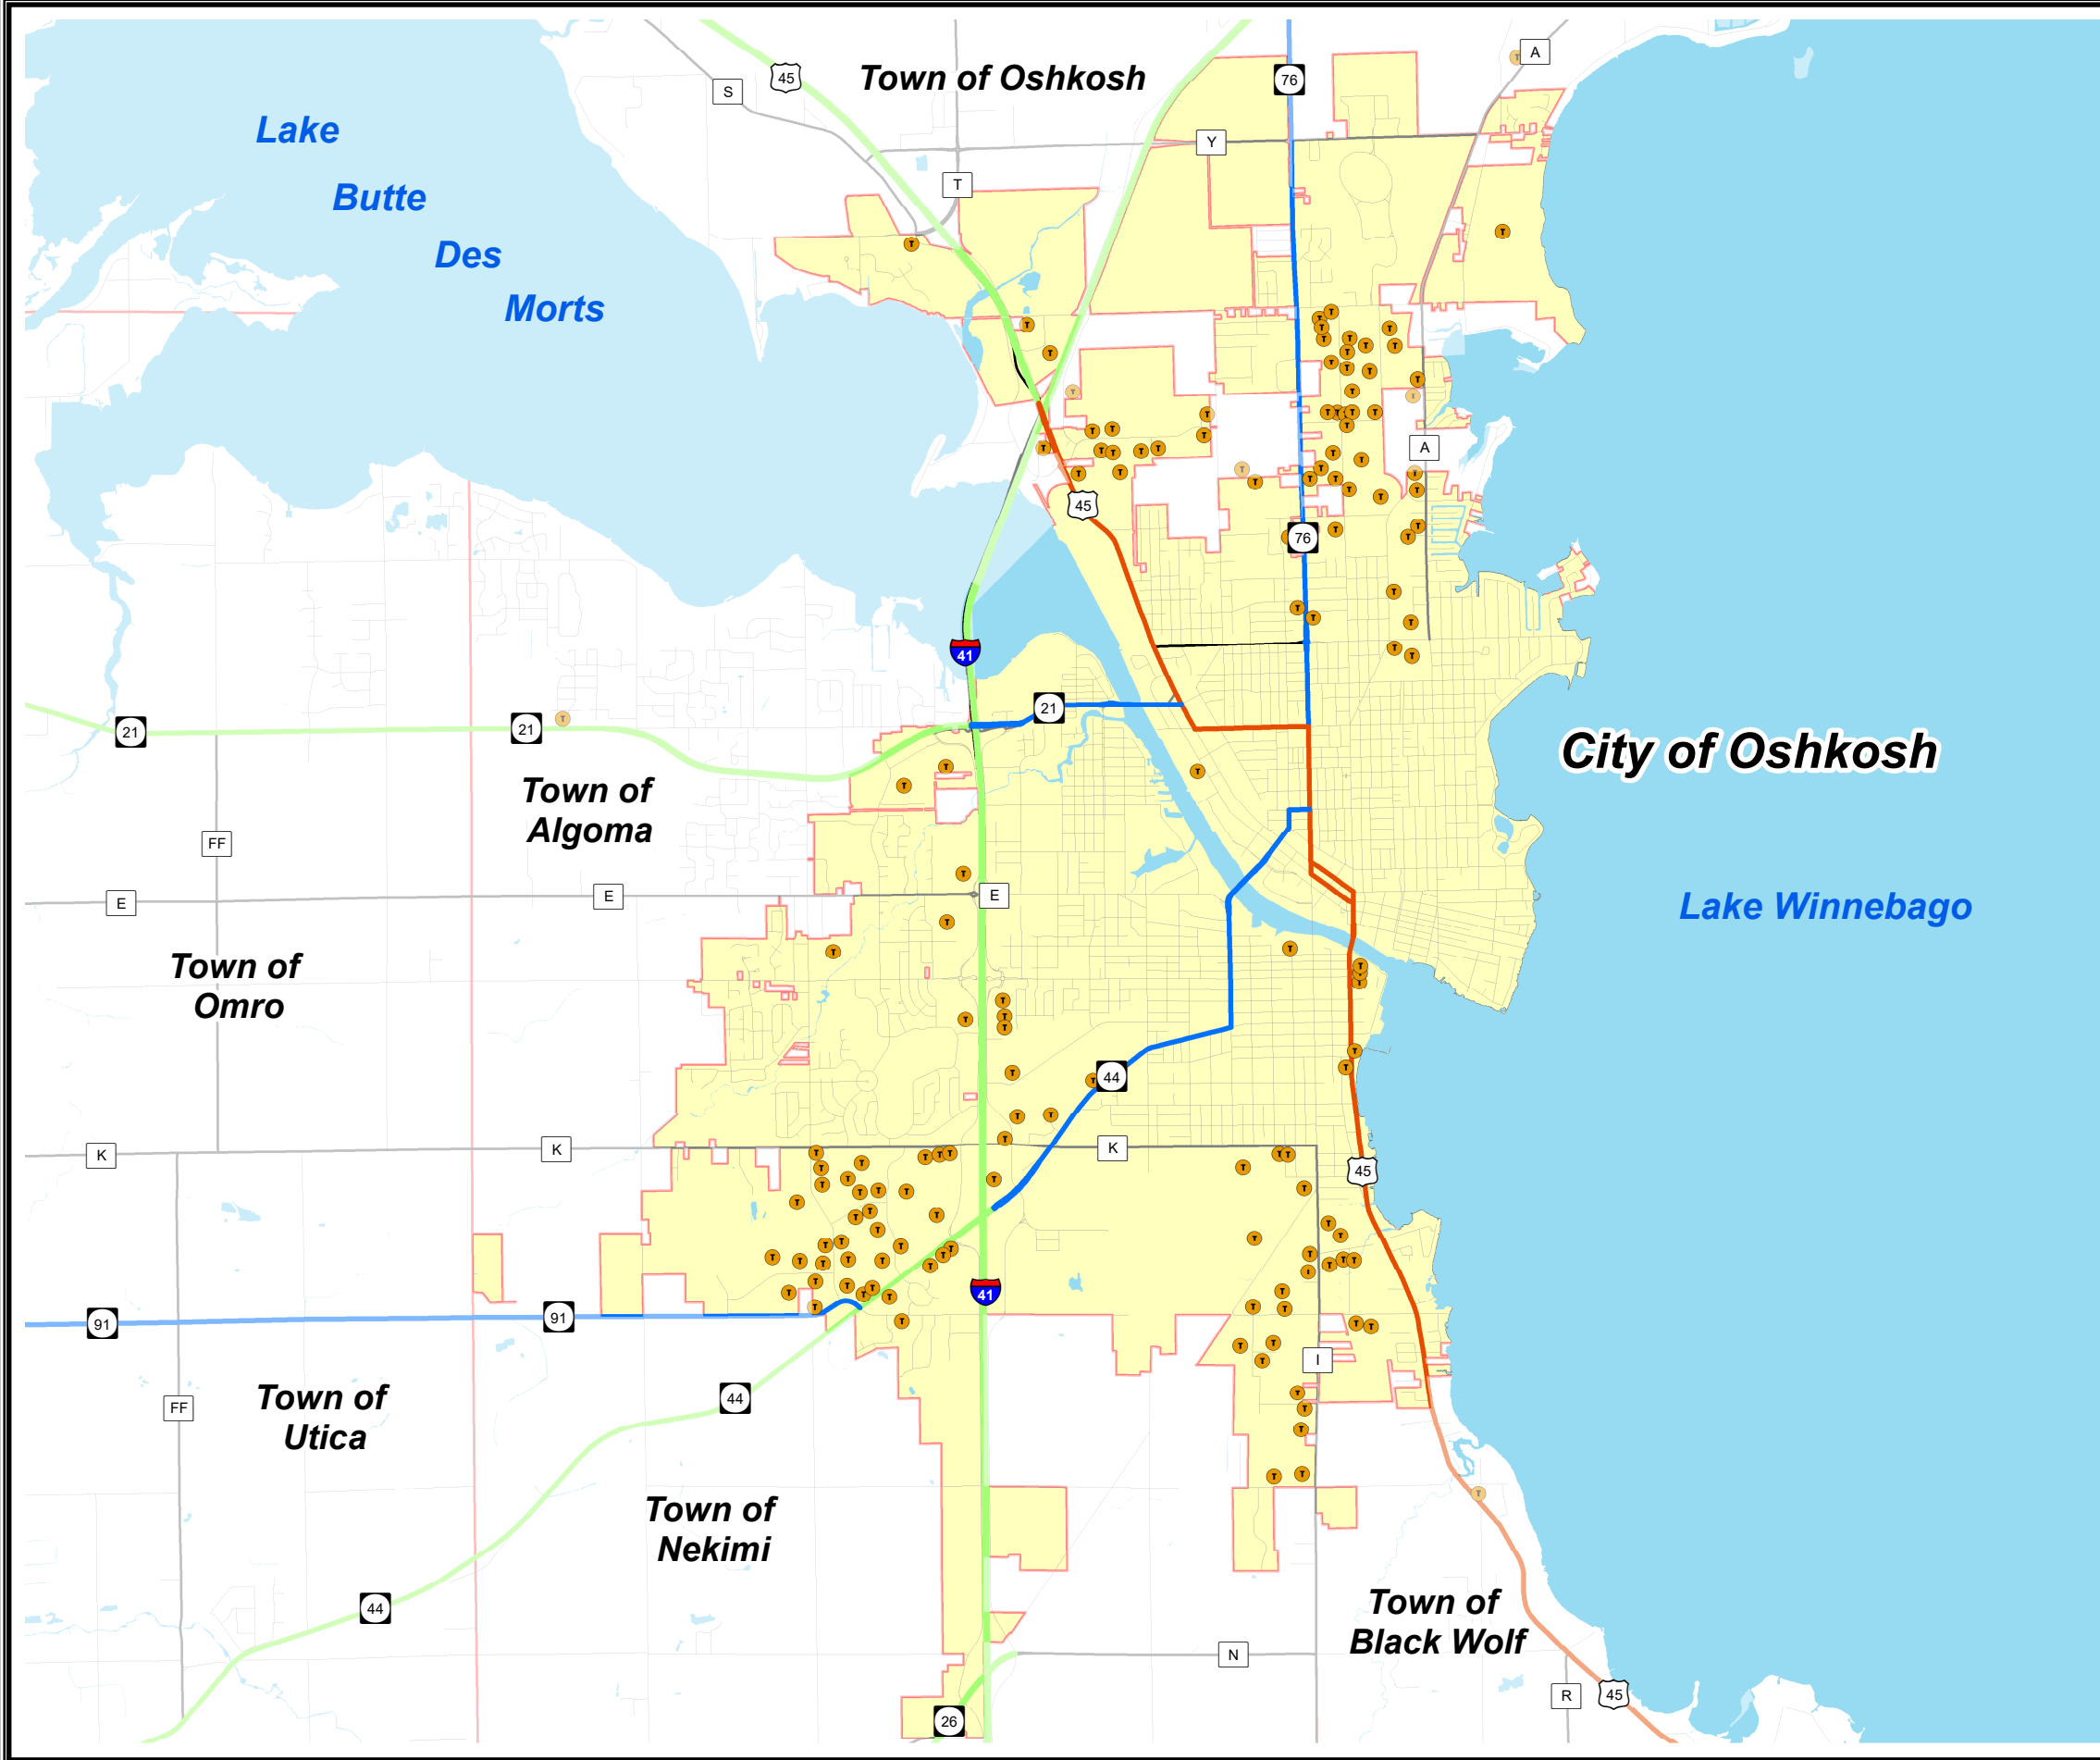 Town of Oshkosh
45
76
A
S
Y
T
Lake
Butte
Des
Morts
45
A
76
41
21
21
21
City of Oshkosh
Town of
Algoma
FF
E
E
E
Lake Winnebago
Town of
Omro
44
K
K
K
45
41
91
91
I
44
FF
Town of
Utica
Town of
Nekimi
44
Town of
Black Wolf
N
R
45
26
T